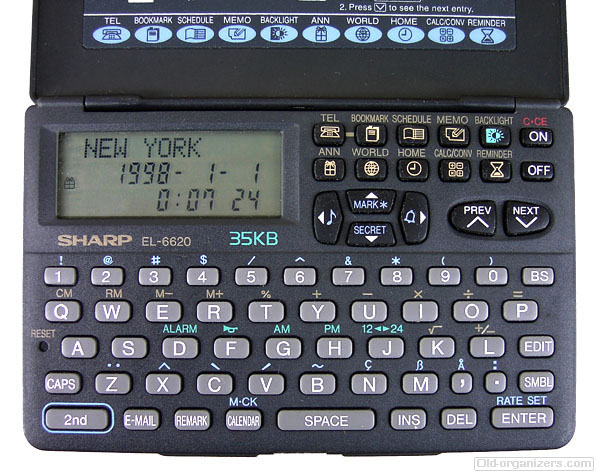 2. Press ∨ to see the next entry.
TEL BOOKMARK SCHEDULE MEMO BACKLIGHT ANN WORLD HOME CALC/CONV REMINDER
TEL BOOKMARK SCHEDULE MEMO BACKLIGHT C·CE
ON
ANN WORLD HOME CALC/CONV REMINDER
OFF
NEW YORK
1998- 1- 1
0:07 24
MARK*
SECRET
PREV NEXT
SHARP EL-6620 35KB
! @ # $ / ^ & * ( )
1 2 3 4 5 6 7 8 9 0 BS
CM RM M− M+ % + − × ÷ =
Q W E R T Y U I O P
RESET ALARM AM PM 12◄►24 √ +/−
A S D F G H J K L EDIT
¨ ^ ´ ` ~ Ç ß Å : ;
CAPS Z X C V B N M , . SMBL
M-CK RATE SET
2nd E-MAIL REMARK CALENDAR SPACE INS DEL ENTER
Old-organizers.com